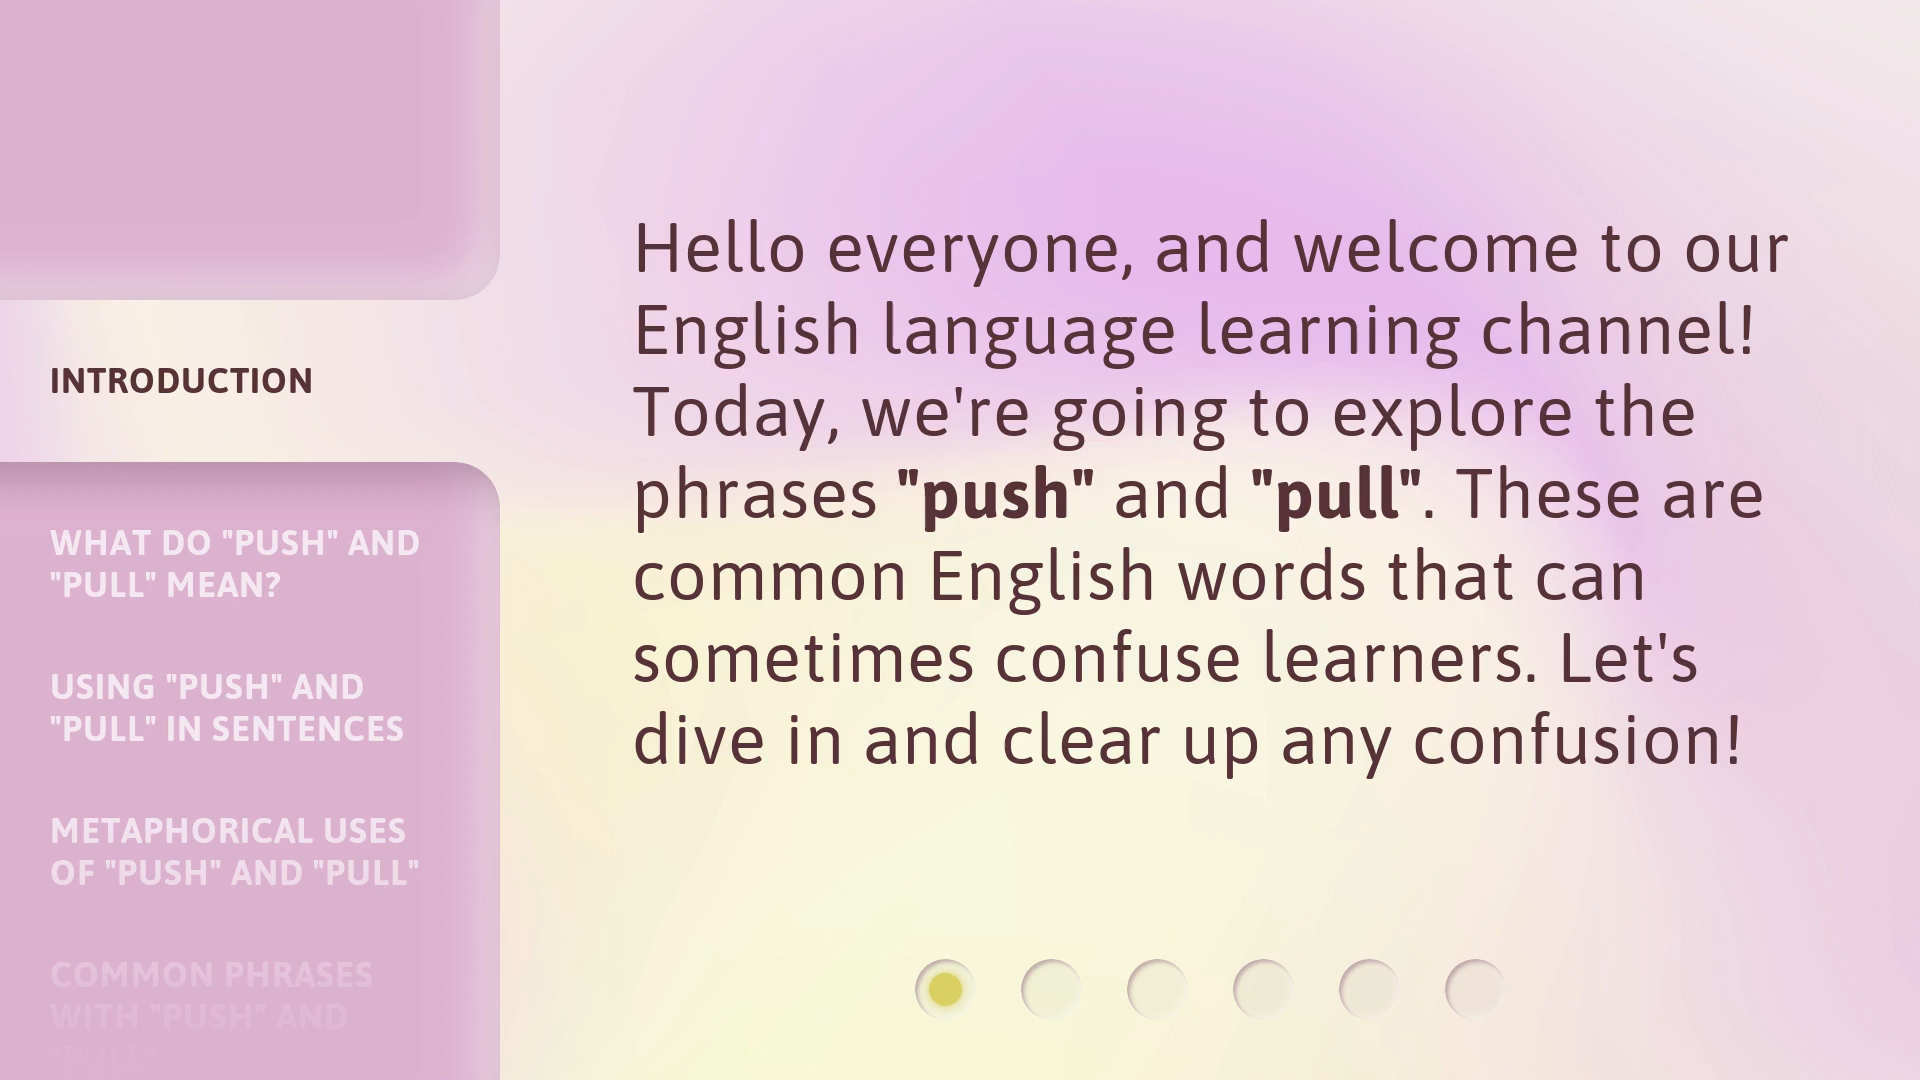 INTRODUCTION
WHAT DO "PUSH" AND
"PULL" MEAN?
USING "PUSH" AND
"PULL" IN SENTENCES
METAPHORICAL USES
OF "PUSH" AND "PULL"
COMMON PHRASES
WITH "PUSH" AND
"PULL"
Hello everyone, and welcome to our
English language learning channel!
Today, we're going to explore the
phrases "push" and "pull". These are
common English words that can
sometimes confuse learners. Let's
dive in and clear up any confusion!